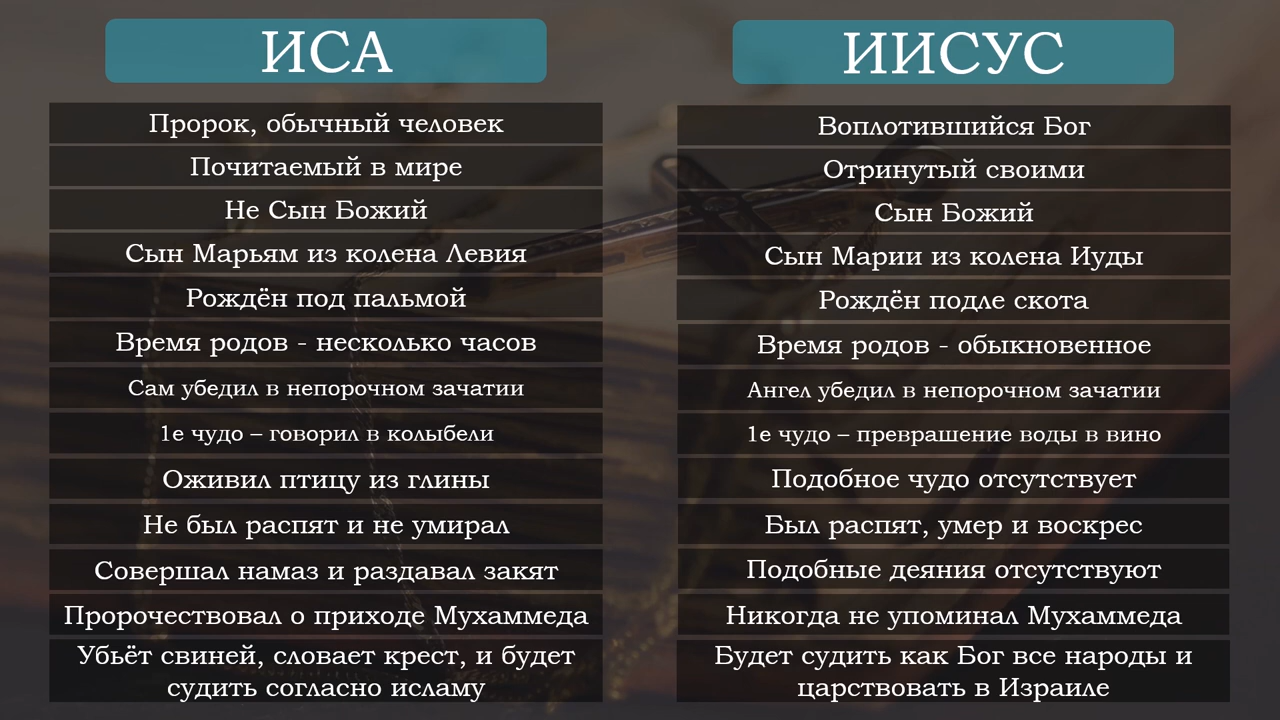 ИСА
Пророк, обычный человек
Почитаемый в мире
Не Сын Божий
Сын Марьям из колена Левия
Рождён под пальмой
Время родов - несколько часов
Сам убедил в непорочном зачатии
1е чудо – говорил в колыбели
Оживил птицу из глины
Не был распят и не умирал
Совершал намаз и раздавал закят
Пророчествовал о приходе Мухаммеда
Убьёт свиней, словает крест, и будет
судить согласно исламу
ИИСУС
Воплотившийся Бог
Отринутый своими
Сын Божий
Сын Марии из колена Иуды
Рождён подле скота
Время родов - обыкновенное
Ангел убедил в непорочном зачатии
1е чудо – преврашение воды в вино
Подобное чудо отсутствует
Был распят, умер и воскрес
Подобные деяния отсутствуют
Никогда не упоминал Мухаммеда
Будет судить как Бог все народы и
царствовать в Израиле